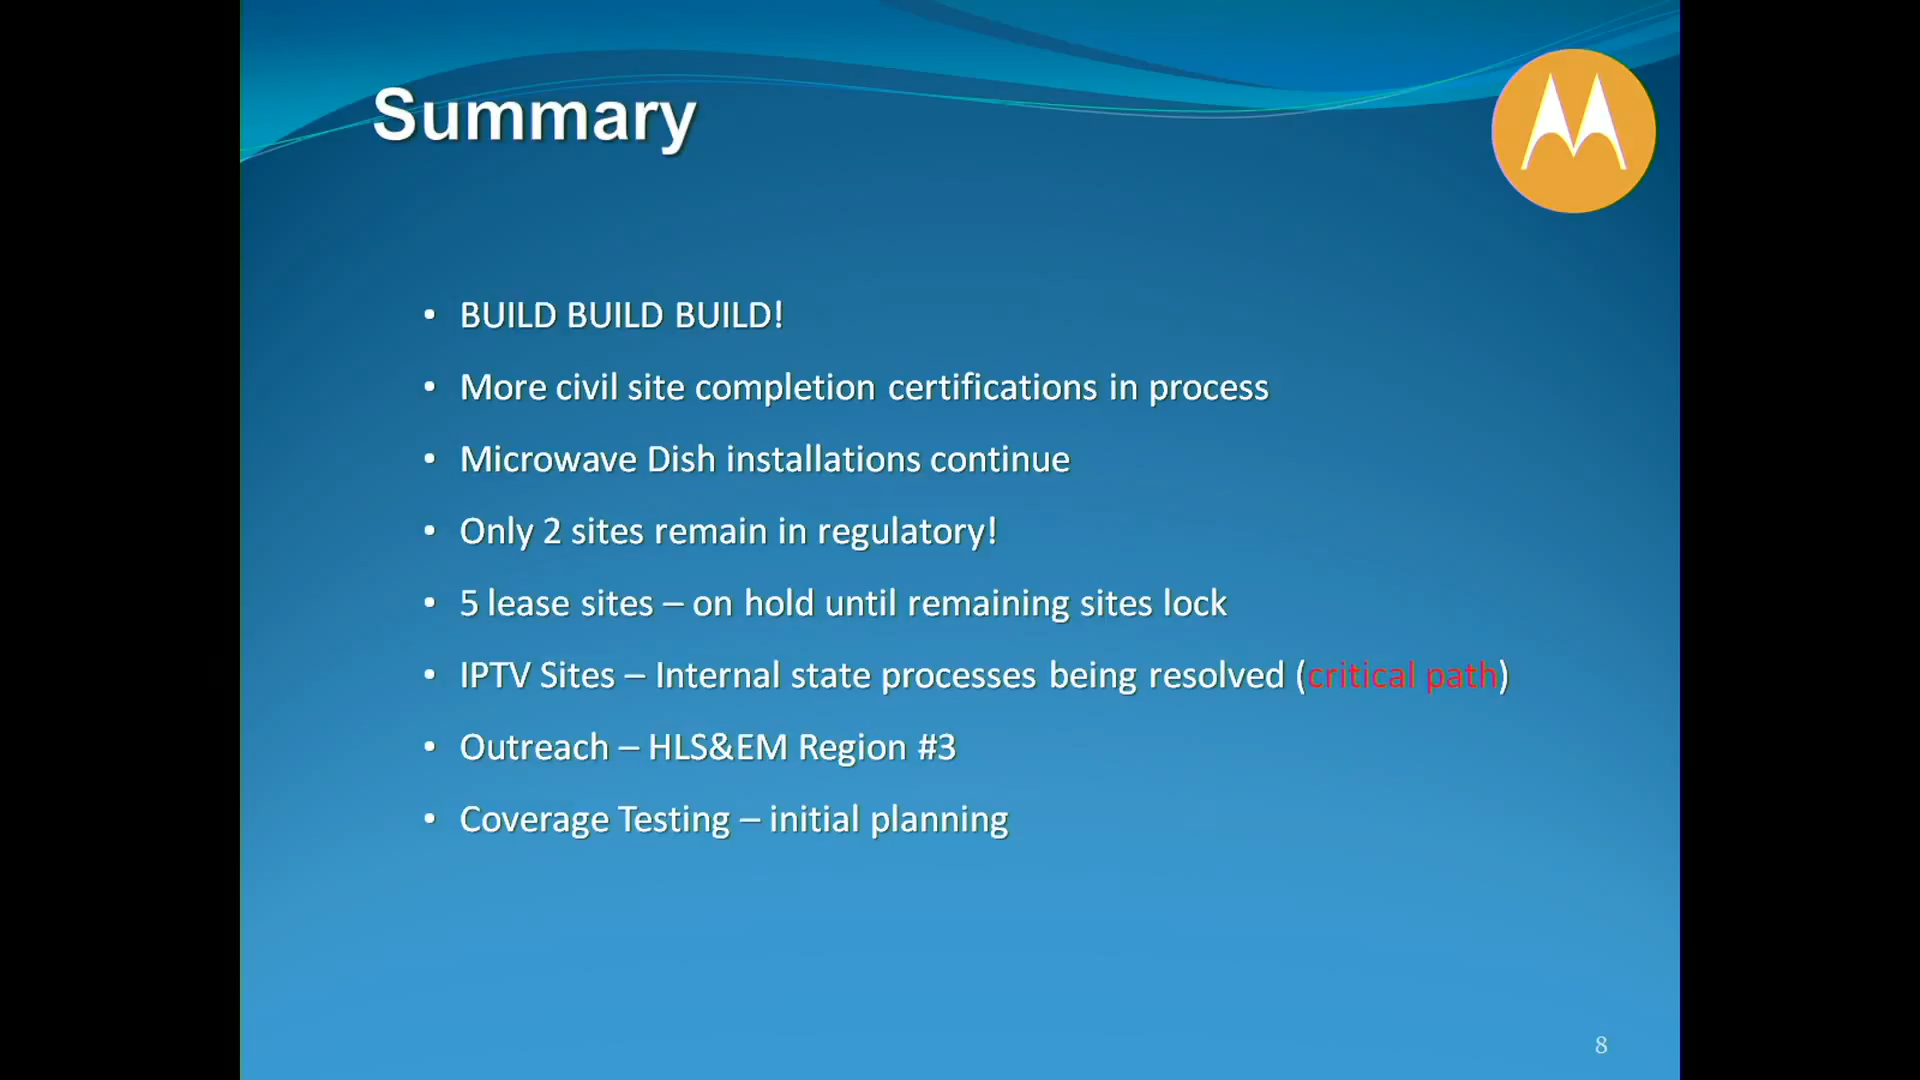 Summary
• BUILD BUILD BUILD!
• More civil site completion certifications in process
• Microwave Dish installations continue
• Only 2 sites remain in regulatory!
• 5 lease sites – on hold until remaining sites lock
• IPTV Sites – Internal state processes being resolved (critical path)
• Outreach – HLS&EM Region #3
• Coverage Testing – initial planning
8